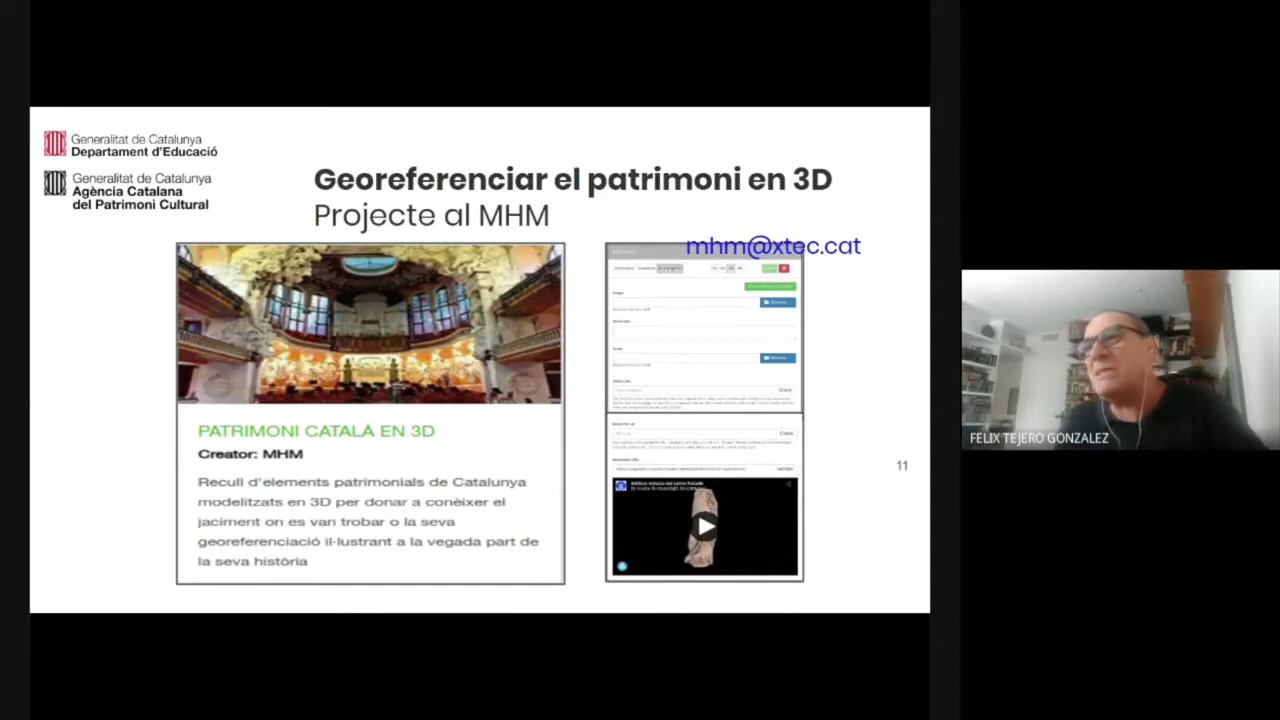 Generalitat de Catalunya
Departament d'Educació
Generalitat de Catalunya
Agència Catalana
del Patrimoni Cultural
Georeferenciar el patrimoni en 3D
Projecte al MHM
mhm@xtec.cat
PATRIMONI CATALÀ EN 3D
Creator: MHM
Recull d'elements patrimonials de Catalunya
modelitzats en 3D per donar a conèixer el
jaciment on es van trobar o la seva
georeferenciació il·lustrant a la vegada part de
la seva història
Check
Check
11
FELIX TEJERO GONZALEZ